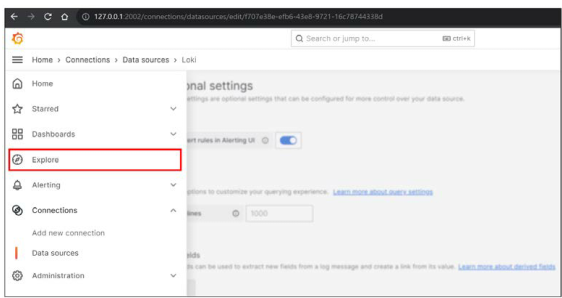 127.0.0.1:2002/connections/datasources/edit/f707e38e-efb6-43e8-9721-16c78744338d
Search or jump to... ctrl+k
Home > Connections > Data sources > Loki
Home
Starred
Dashboards
Explore
Alerting
Connections
Add new connection
Data sources
Administration
onal settings
ettings are optional settings that can be configured for more control over your data source.
ert rules in Alerting UI
options to customize your querying experience. Learn more about query settings
lines 1000
elds
ds can be used to extract new fields from a log message and create a link from its value. Learn more about derived fields